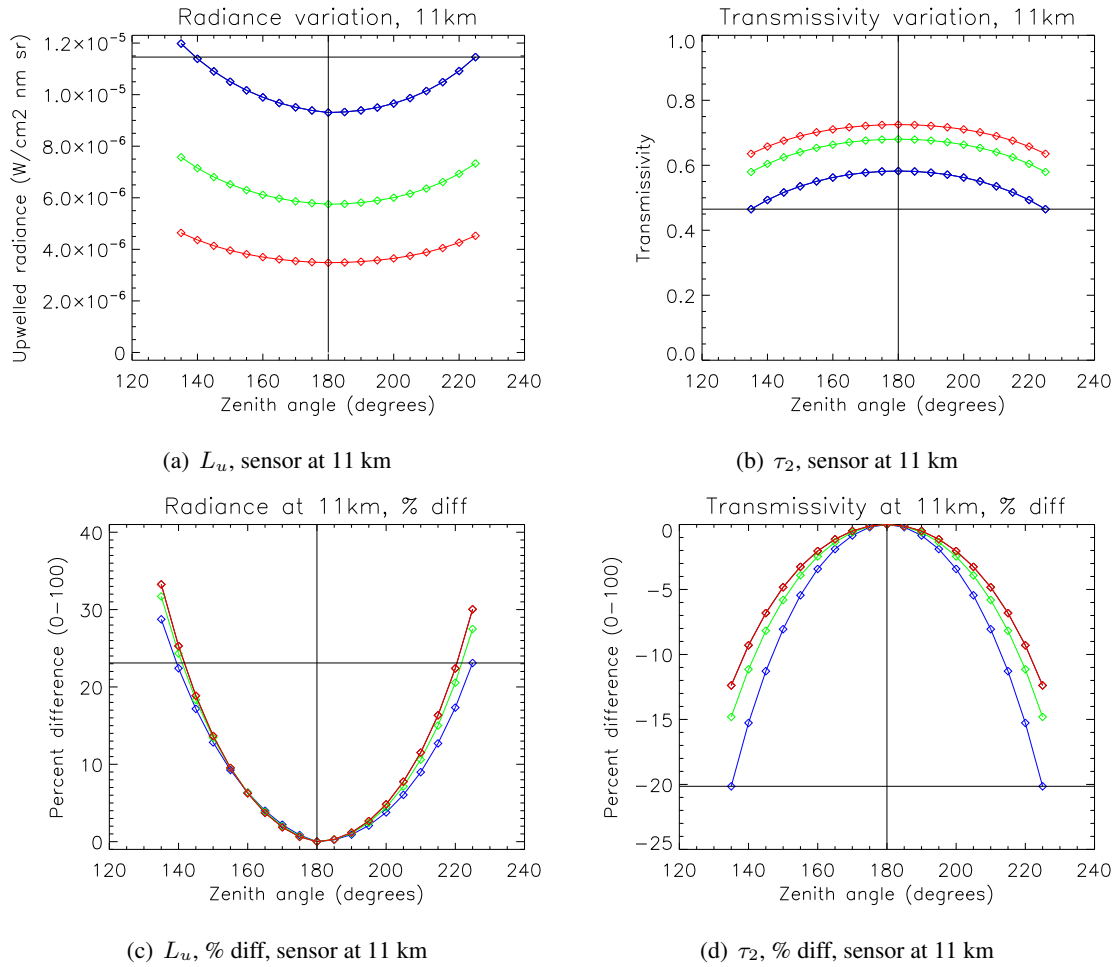 Radiance variation, 11km
Upwelled radiance (W/cm2 nm sr)
1.2×10⁻⁵
1.0×10⁻⁵
8.0×10⁻⁶
6.0×10⁻⁶
4.0×10⁻⁶
2.0×10⁻⁶
0
120 140 160 180 200 220 240
Zenith angle (degrees)
(a) Lᵤ, sensor at 11 km
Transmissivity variation, 11km
Transmissivity
1.0
0.8
0.6
0.4
0.2
0.0
120 140 160 180 200 220 240
Zenith angle (degrees)
(b) τ₂, sensor at 11 km
Radiance at 11km, % diff
Percent difference (0−100)
40
30
20
10
0
120 140 160 180 200 220 240
Zenith angle (degrees)
(c) Lᵤ, % diff, sensor at 11 km
Transmissivity at 11km, % diff
Percent difference (0−100)
0
−5
−10
−15
−20
−25
120 140 160 180 200 220 240
Zenith angle (degrees)
(d) τ₂, % diff, sensor at 11 km